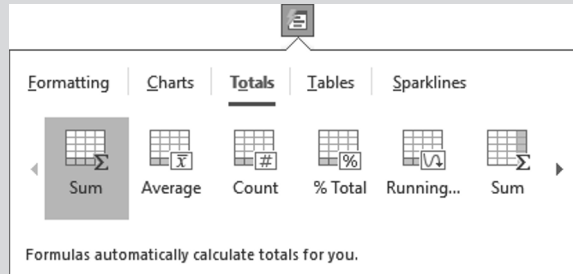 Formatting Charts Totals Tables Sparklines
Σ x̅ # % Σ
Sum Average Count % Total Running... Sum
Formulas automatically calculate totals for you.